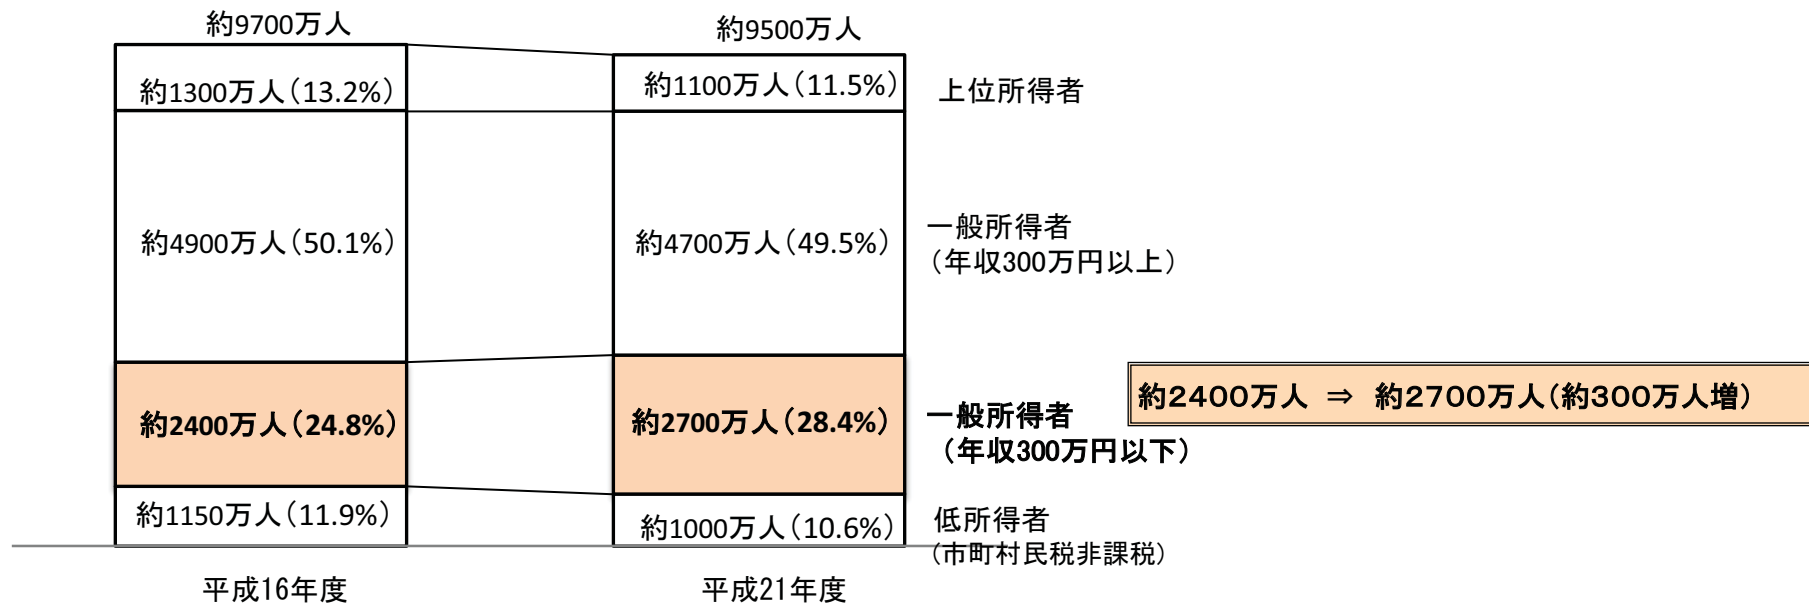 約9700万人
約9500万人
約1300万人(13.2%)
約1100万人(11.5%)
上位所得者
約4900万人(50.1%)
約4700万人(49.5%)
一般所得者
(年収300万円以上)
約2400万人(24.8%)
約2700万人(28.4%)
一般所得者
(年収300万円以下)
約2400万人 ⇒ 約2700万人(約300万人増)
約1150万人(11.9%)
約1000万人(10.6%)
低所得者
(市町村民税非課税)
平成16年度
平成21年度